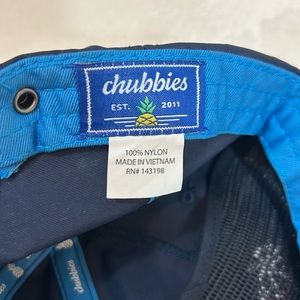 chubbies
EST. 2011
100% NYLON
MADE IN VIETNAM
RN# 143198
chubbies